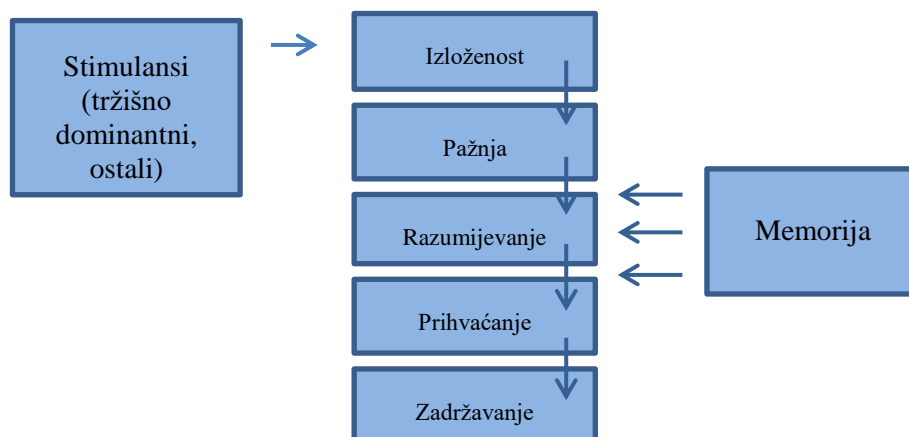 Stimulansi
(tržišno
dominantni,
ostali)
Izloženost
Pažnja
Razumijevanje
Prihvaćanje
Zadržavanje
Memorija